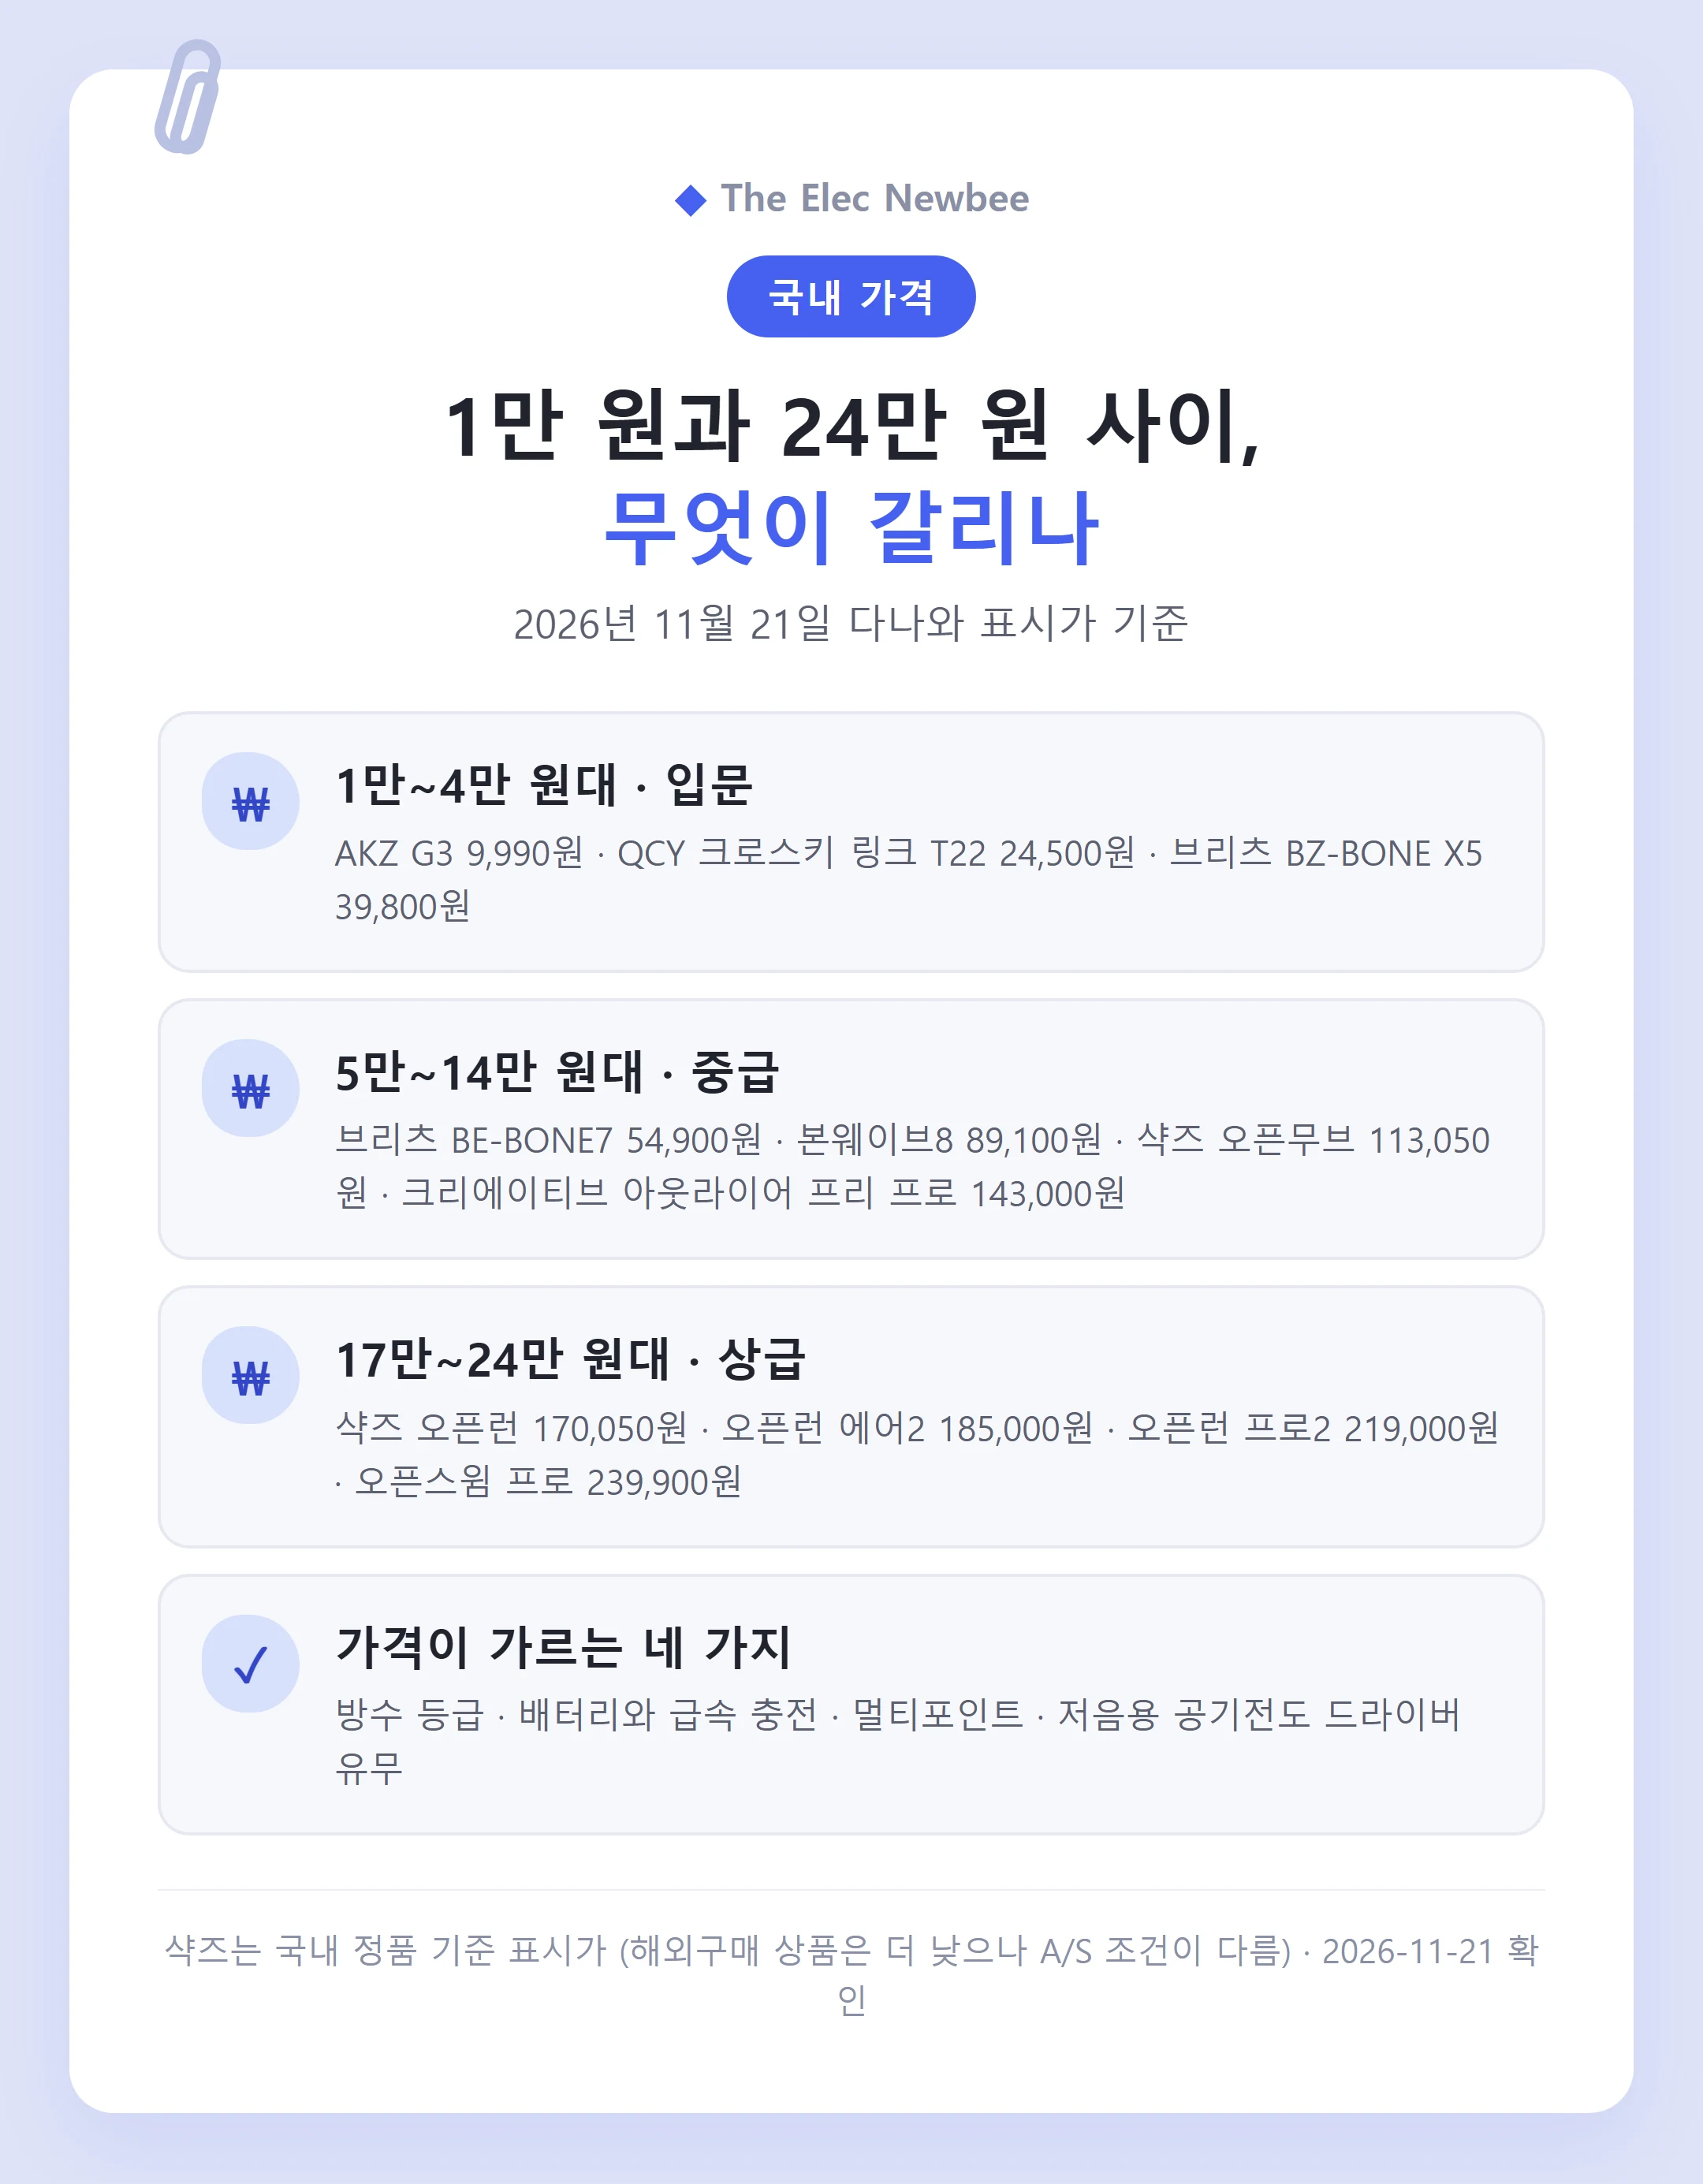 The Elec Newbee
국내 가격
1만 원과 24만 원 사이,
무엇이 갈리나
2026년 11월 21일 다나와 표시가 기준
₩
1만~4만 원대 · 입문
AKZ G3 9,990원 · QCY 크로스키 링크 T22 24,500원 · 브리츠 BZ-BONE X5
39,800원
₩
5만~14만 원대 · 중급
브리츠 BE-BONE7 54,900원 · 본웨이브8 89,100원 · 샥즈 오픈무브 113,050
원 · 크리에이티브 아웃라이어 프리 프로 143,000원
₩
17만~24만 원대 · 상급
샥즈 오픈런 170,050원 · 오픈런 에어2 185,000원 · 오픈런 프로2 219,000원
· 오픈스윔 프로 239,900원
✓
가격이 가르는 네 가지
방수 등급 · 배터리와 급속 충전 · 멀티포인트 · 저음용 공기전도 드라이버
유무
샥즈는 국내 정품 기준 표시가 (해외구매 상품은 더 낮으나 A/S 조건이 다름) · 2026-11-21 확
인